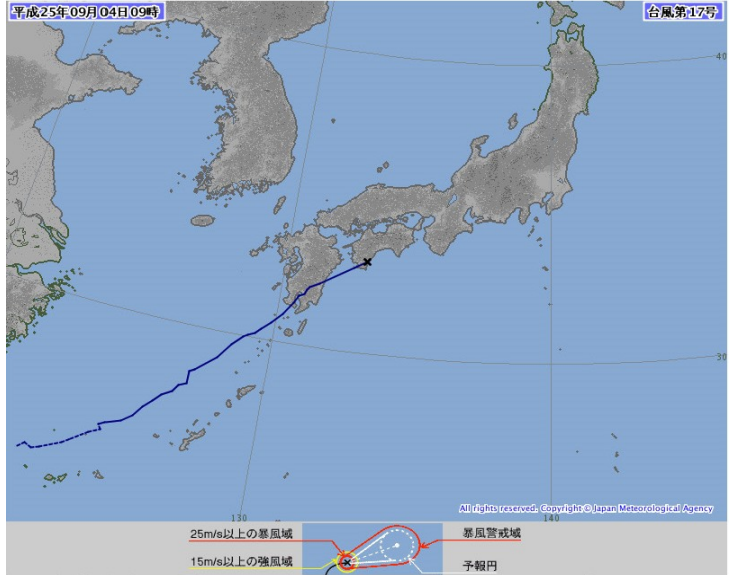 平成25年09月04日09時
台風第17号
40
30
130
140
All rights reserved. Copyright © Japan Meteorological Agency
25m/s以上の暴風域
暴風警戒域
15m/s以上の強風域
予報円